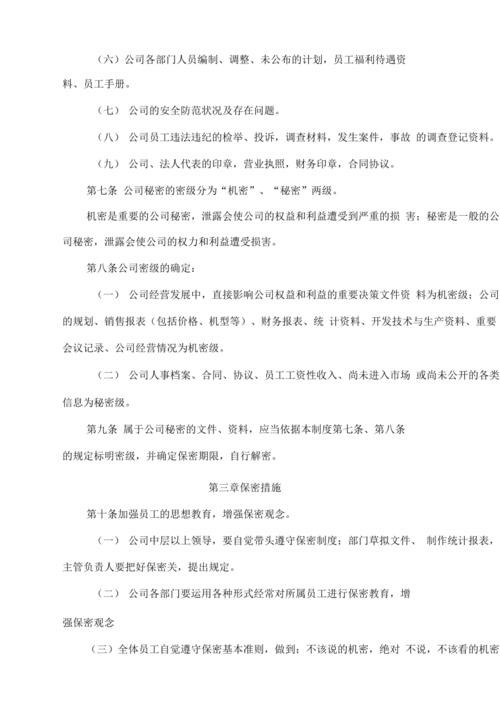 （六）公司各部门人员编制、调整、未公布的计划，员工福利待遇资
料、员工手册。
（七） 公司的安全防范状况及存在问题。
（八） 公司员工违法违纪的检举、投诉，调查材料，发生案件，事故 的调查登记资料。
（九） 公司、法人代表的印章，营业执照，财务印章，合同协议。
第七条 公司秘密的密级分为“机密”、“秘密”两级。
机密是重要的公司秘密，泄露会使公司的权益和利益遭受到严重的损 害；秘密是一般的公
司秘密，泄露会使公司的权力和利益遭受损害。
第八条公司密级的确定：
（一） 公司经营发展中，直接影响公司权益和利益的重要决策文件资 料为机密级；公司
的规划、销售报表（包括价格、机型等）、财务报表、统 计资料、开发技术与生产资料、重要
会议记录、公司经营情况为机密级。
（二） 公司人事档案、合同、协议、员工工资性收入、尚未进入市场 或尚未公开的各类
信息为秘密级。
第九条 属于公司秘密的文件、资料，应当依据本制度第七条、第八条
的规定标明密级，并确定保密期限，自行解密。
第三章保密措施
第十条加强员工的思想教育，增强保密观念。
（一） 公司中层以上领导，要自觉带头遵守保密制度；部门草拟文件、 制作统计报表，
主管负责人要把好保密关，提出规定。
（二） 公司各部门要运用各种形式经常对所属员工进行保密教育，增
强保密观念
（三）全体员工自觉遵守保密基本准则，做到：不该说的机密，绝对 不说，不该看的机密